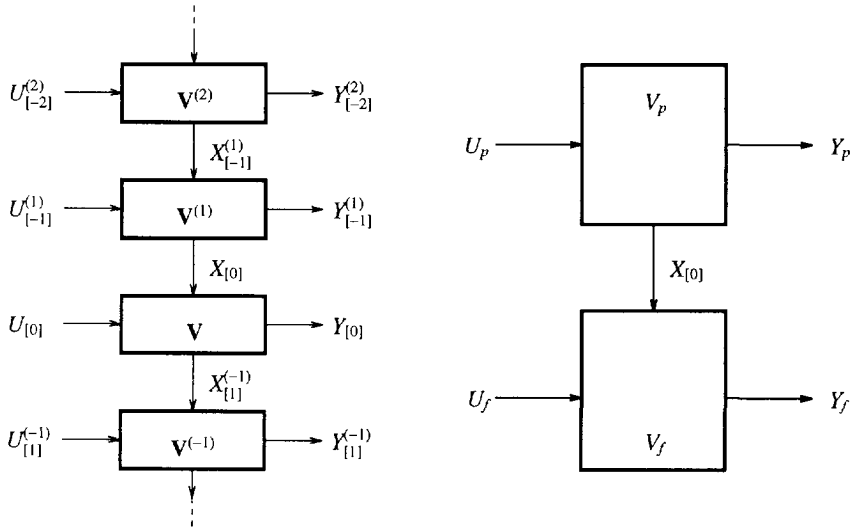 U_{[-2]}^{(2)} V^{(2)} Y_{[-2]}^{(2)}
X_{[-1]}^{(1)}
U_{[-1]}^{(1)} V^{(1)} Y_{[-1]}^{(1)}
X_{[0]}
U_{[0]} V Y_{[0]}
X_{[1]}^{(-1)}
U_{[1]}^{(-1)} V^{(-1)} Y_{[1]}^{(-1)}
V_p
U_p Y_p
X_{[0]}
U_f Y_f
V_f